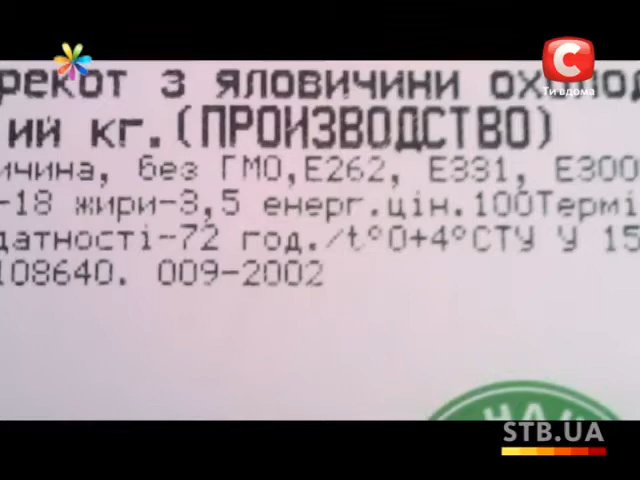 С
Ти вдома
рекот з яловичини охолод
ий кг.(ПРОИЗВОДСТВО)
ичина, без ГМО,Е262, Е331, Е300
-18 жири-3,5 енерг.цін.100Термі
датності-72 год./t°0+4°СТУ У 15
108640. 009-2002
STB.UA